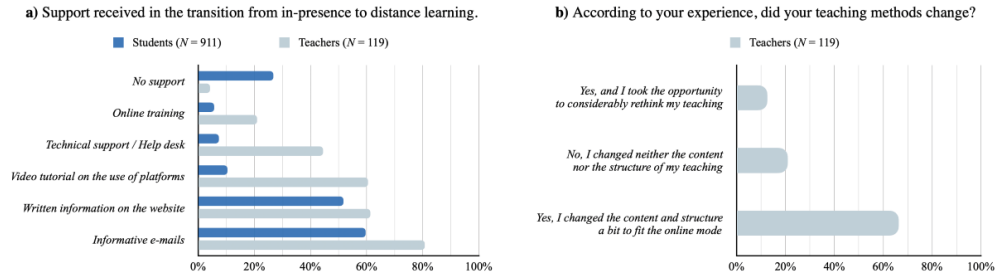 a) Support received in the transition from in-presence to distance learning.
Students (N = 911)
Teachers (N = 119)
No support
Online training
Technical support / Help desk
Video tutorial on the use of platforms
Written information on the website
Informative e-mails
0% 20% 40% 60% 80% 100%
b) According to your experience, did your teaching methods change?
Teachers (N = 119)
Yes, and I took the opportunity
to considerably rethink my teaching
No, I changed neither the content
nor the structure of my teaching
Yes, I changed the content and structure
a bit to fit the online mode
0% 20% 40% 60% 80% 100%